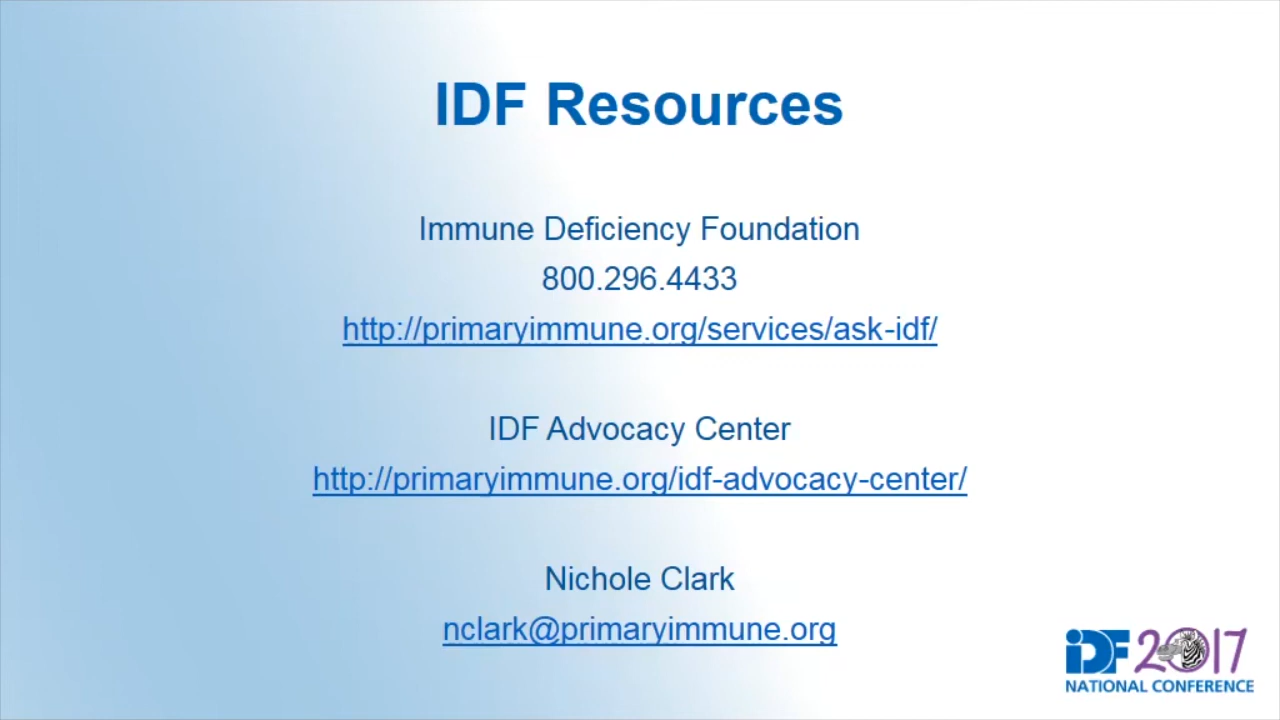 IDF Resources
Immune Deficiency Foundation
800.296.4433
http://primaryimmune.org/services/ask-idf/
IDF Advocacy Center
http://primaryimmune.org/idf-advocacy-center/
Nichole Clark
nclark@primaryimmune.org
iDF 2017
NATIONAL CONFERENCE